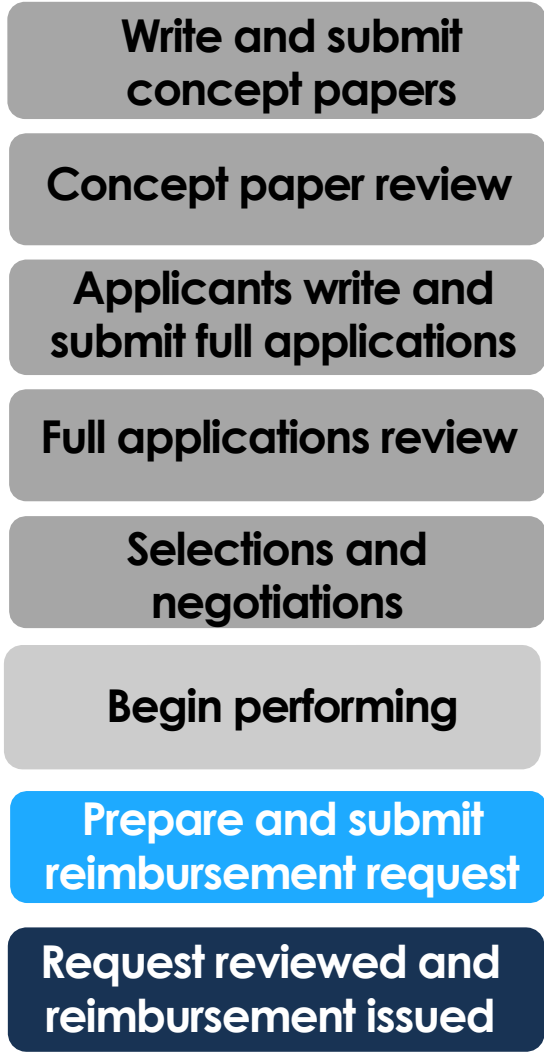 Write and submit
concept papers
Concept paper review
Applicants write and
submit full applications
Full applications review
Selections and
negotiations
Begin performing
Prepare and submit
reimbursement request
Request reviewed and
reimbursement issued